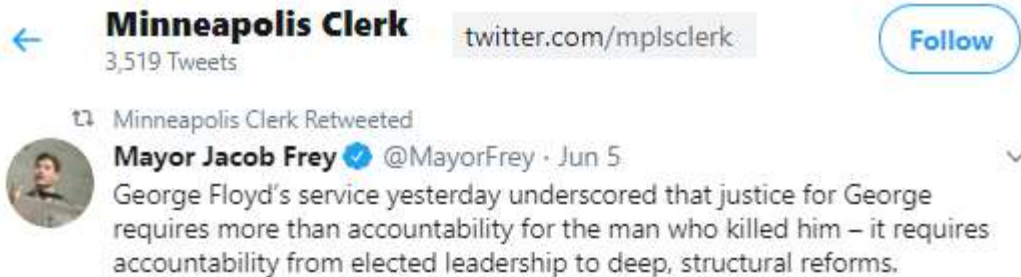 Minneapolis Clerk
twitter.com/mplsclerk
Follow
3,519 Tweets
Minneapolis Clerk Retweeted
Mayor Jacob Frey @MayorFrey · Jun 5
George Floyd's service yesterday underscored that justice for George
requires more than accountability for the man who killed him – it requires
accountability from elected leadership to deep, structural reforms.